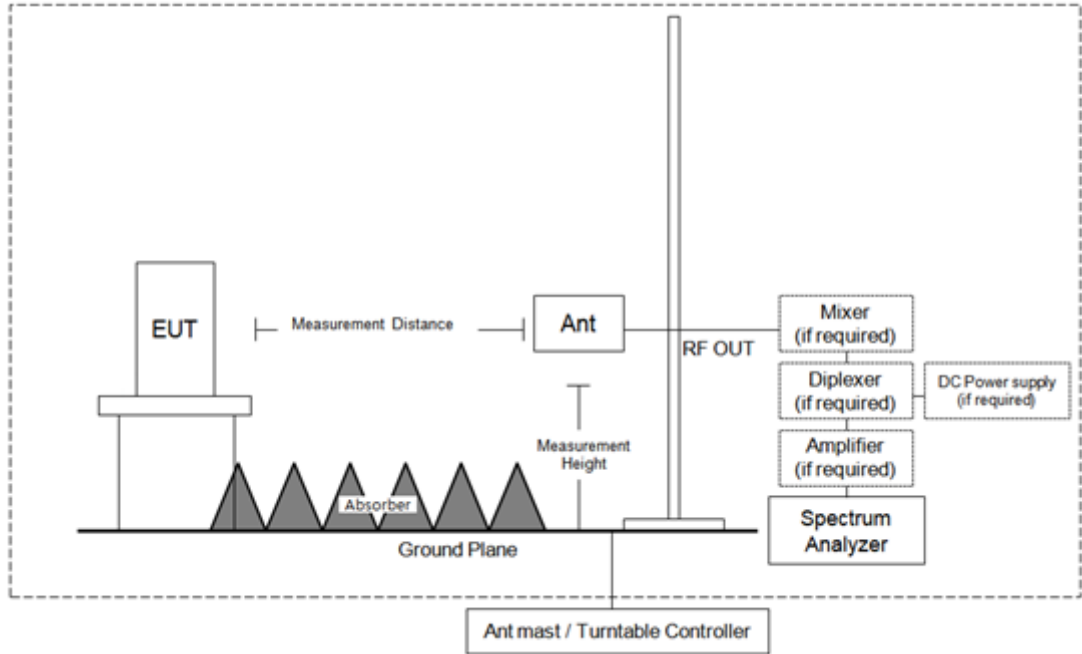 EUT
Measurement Distance
Ant
RF OUT
Mixer
(if required)
Diplexer
(if required)
DC Power supply
(if required)
Amplifier
(if required)
Spectrum
Analyzer
Measurement
Height
Absorber
Ground Plane
Ant mast / Turntable Controller